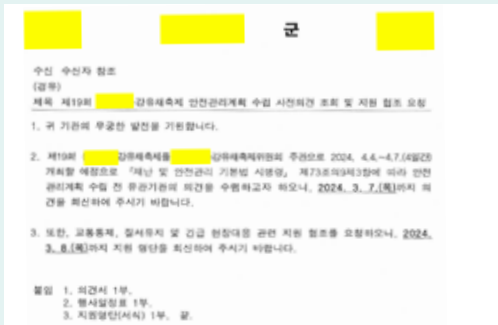 군
수신 수신자 참조
(경유)
제목 제19회 강유채축제 안전관리계획 수립 사전의견 조회 및 지원 협조 요청
1. 귀 기관의 무궁한 발전을 기원합니다.
2. 제19회 강유채축제를 강유채축제위원회 주관으로 2024. 4.4.~4.7.(4일간)
개최할 예정으로 「재난 및 안전관리 기본법 시행령」 제73조의9제3항에 따라 안전
관리계획 수립 전 유관기관의 의견을 수렴하고자 하오니, 2024. 3. 7.(목)까지 의
견을 회신하여 주시기 바랍니다.
3. 또한, 교통통제, 질서유지 및 긴급 현장대응 관련 지원 협조를 요청하오니, 2024.
3. 8.(목)까지 지원 명단을 회신하여 주시기 바랍니다.
붙임 1. 의견서 1부.
2. 행사일정표 1부.
3. 지원명단(서식) 1부. 끝.